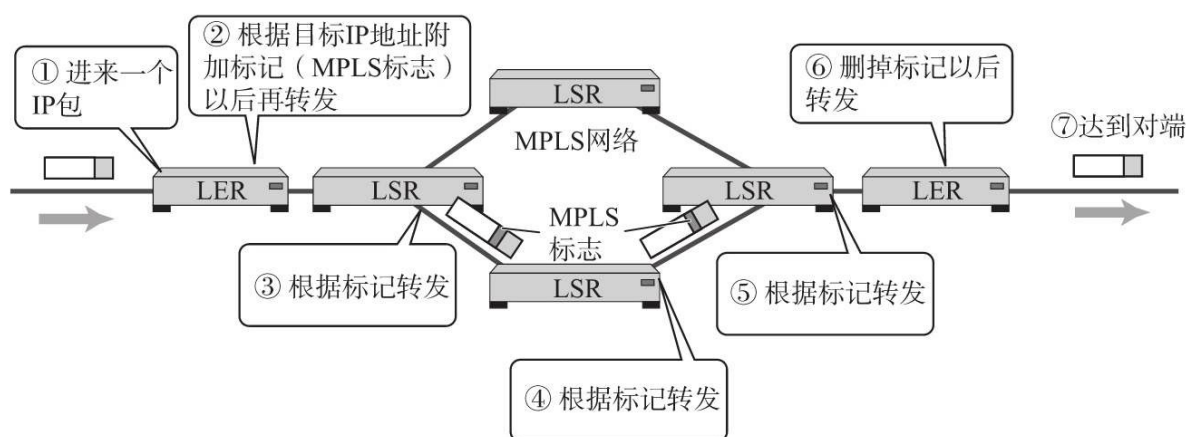 ① 进来一个
IP包
② 根据目标IP地址附
加标记（MPLS标志）
以后再转发
LSR
MPLS网络
⑥ 删掉标记以后
转发
⑦达到对端
LER
LSR
LSR
LER
MPLS
标志
③ 根据标记转发
LSR
⑤ 根据标记转发
④ 根据标记转发